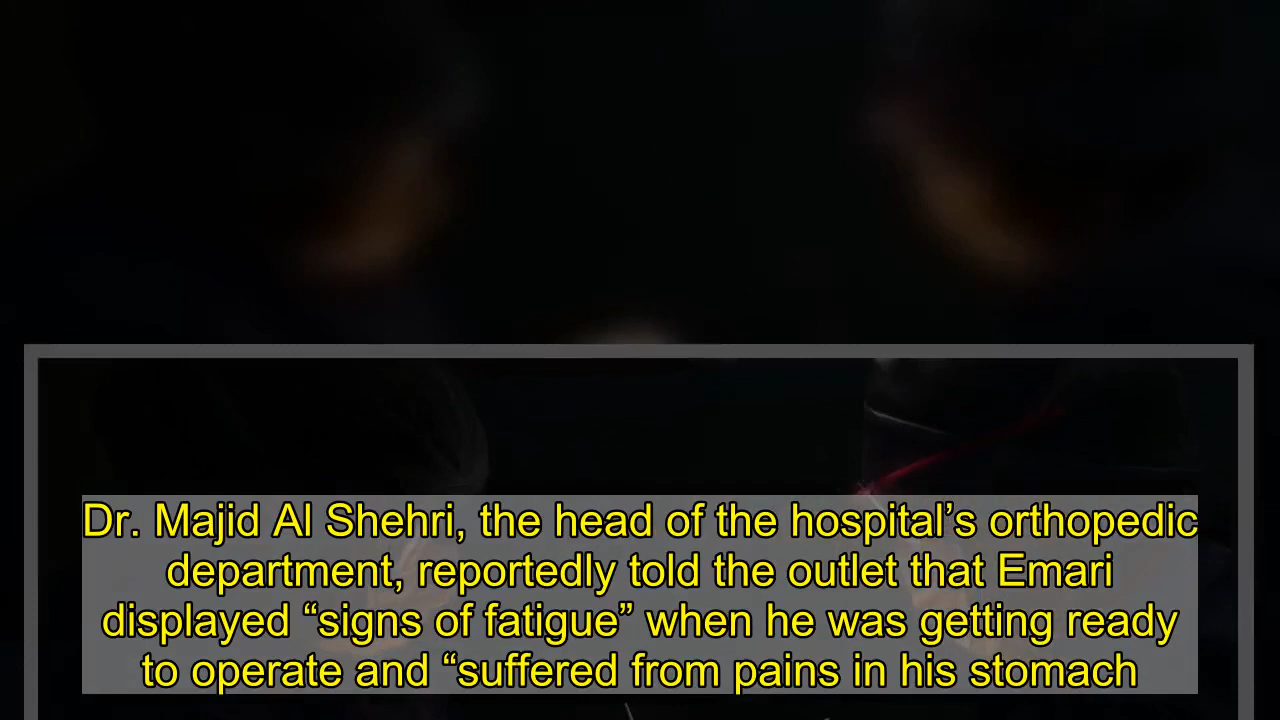 Dr. Majid Al Shehri, the head of the hospital’s orthopedic
department, reportedly told the outlet that Emari
displayed “signs of fatigue” when he was getting ready
to operate and “suffered from pains in his stomach